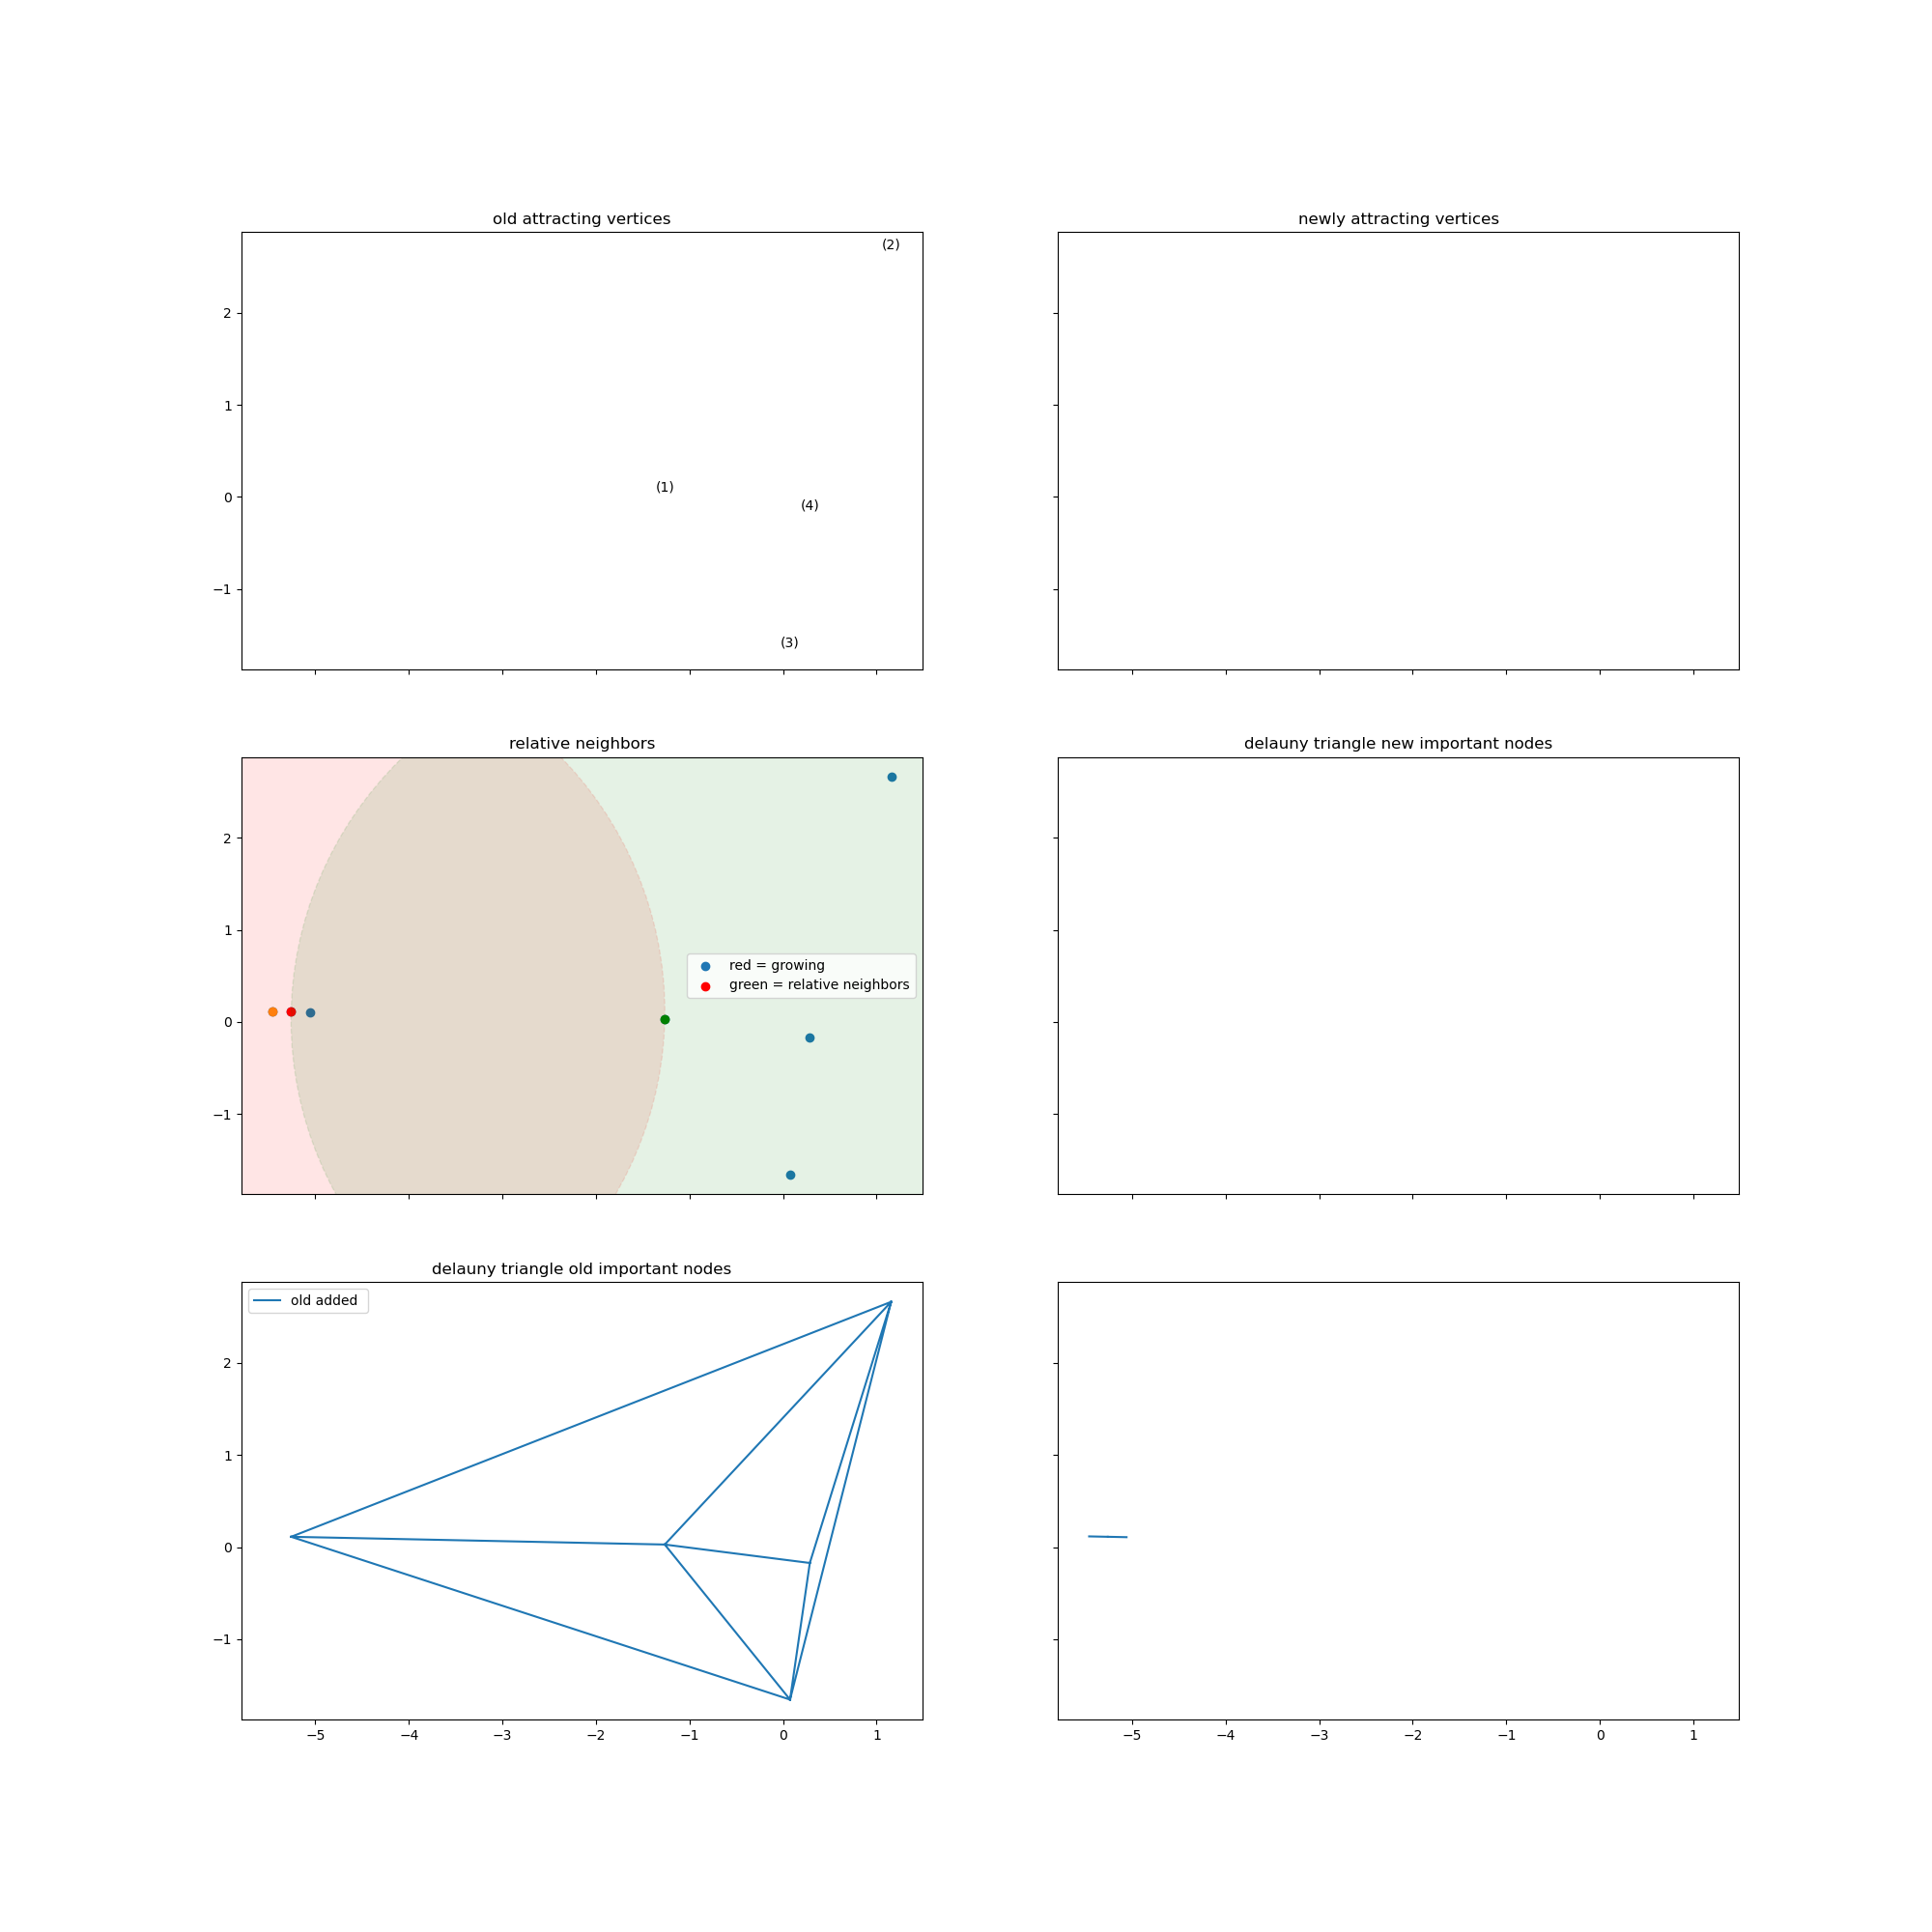 old attracting vertices
newly attracting vertices
(2)
2
1
(1)
0
(4)
−1
(3)
relative neighbors
delauny triangle new important nodes
2
1
red = growing
green = relative neighbors
0
−1
delauny triangle old important nodes
old added
2
1
0
−1
−5 −4 −3 −2 −1 0 1
−5 −4 −3 −2 −1 0 1